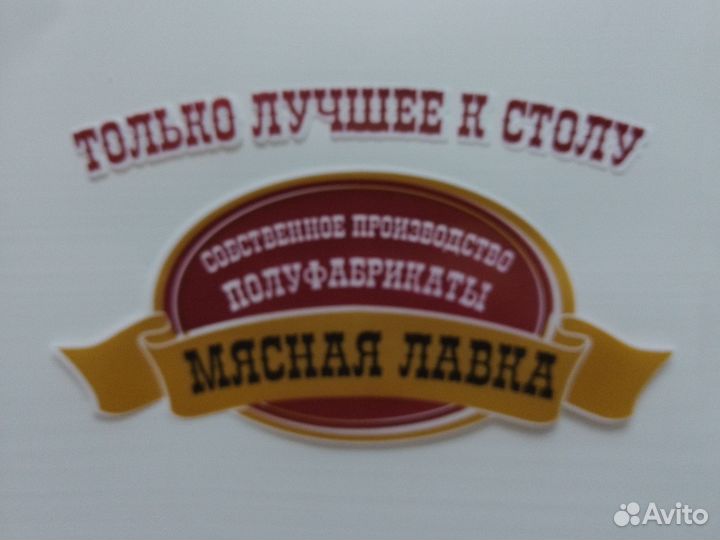 ТОЛЬКО ЛУЧШЕЕ К СТОЛУ
СОБСТВЕННОЕ ПРОИЗВОДСТВО
ПОЛУФАБРИКАТЫ
МЯСНАЯ ЛАВКА
Avito